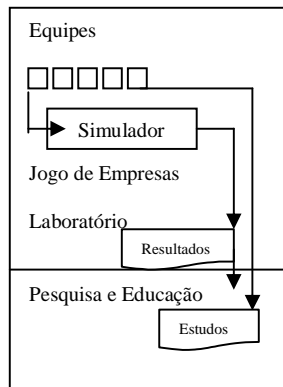 Equipes
Simulador
Jogo de Empresas
Laboratório
Resultados
Pesquisa e Educação
Estudos